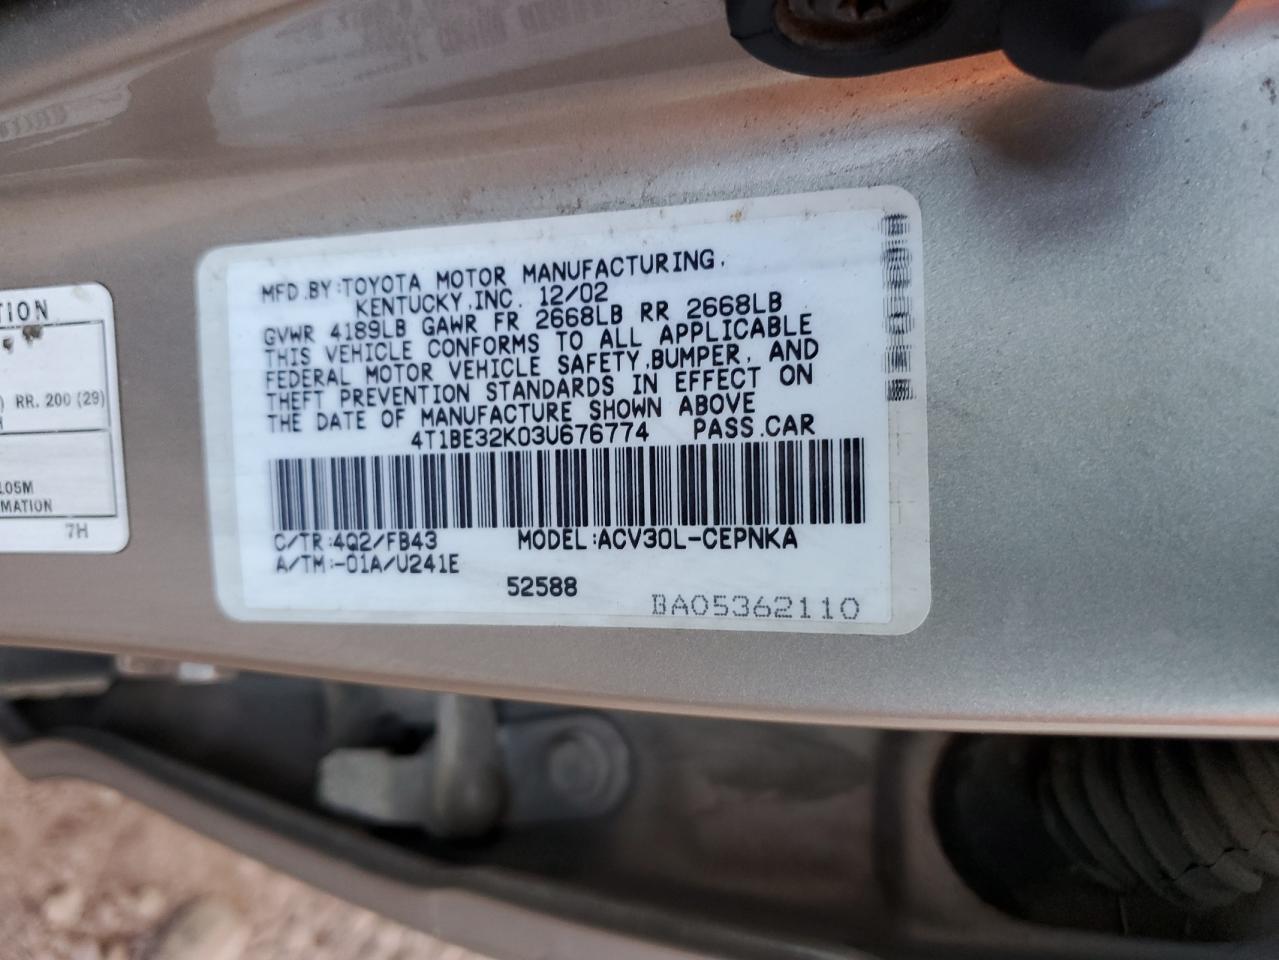 MFD.BY:TOYOTA MOTOR MANUFACTURING,
KENTUCKY,INC. 12/02
GVWR 4189LB GAWR FR 2668LB RR 2668LB
THIS VEHICLE CONFORMS TO ALL APPLICABLE
FEDERAL MOTOR VEHICLE SAFETY,BUMPER, AND
THEFT PREVENTION STANDARDS IN EFFECT ON
THE DATE OF MANUFACTURE SHOWN ABOVE
4T1BE32K03U676774 PASS.CAR
C/TR:4Q2/FB43 MODEL:ACV30L-CEPNKA
A/TM:-01A/U241E
52588
BA05362110
TION
) RR. 200 (29)
N
L05M
MATION
7H